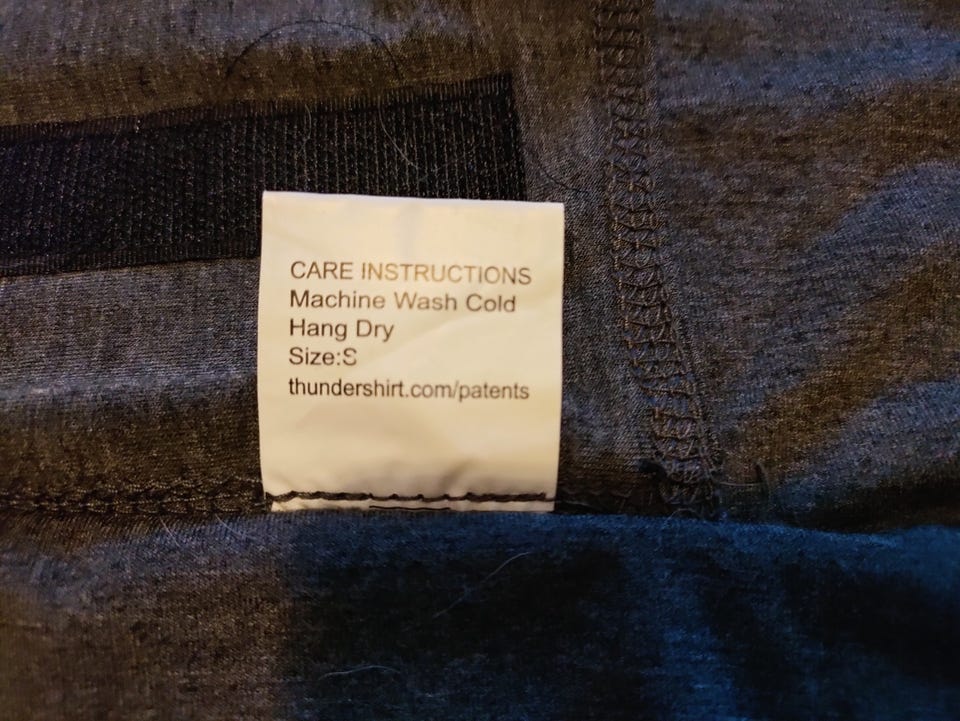 CARE INSTRUCTIONS
Machine Wash Cold
Hang Dry
Size:S
thundershirt.com/patents